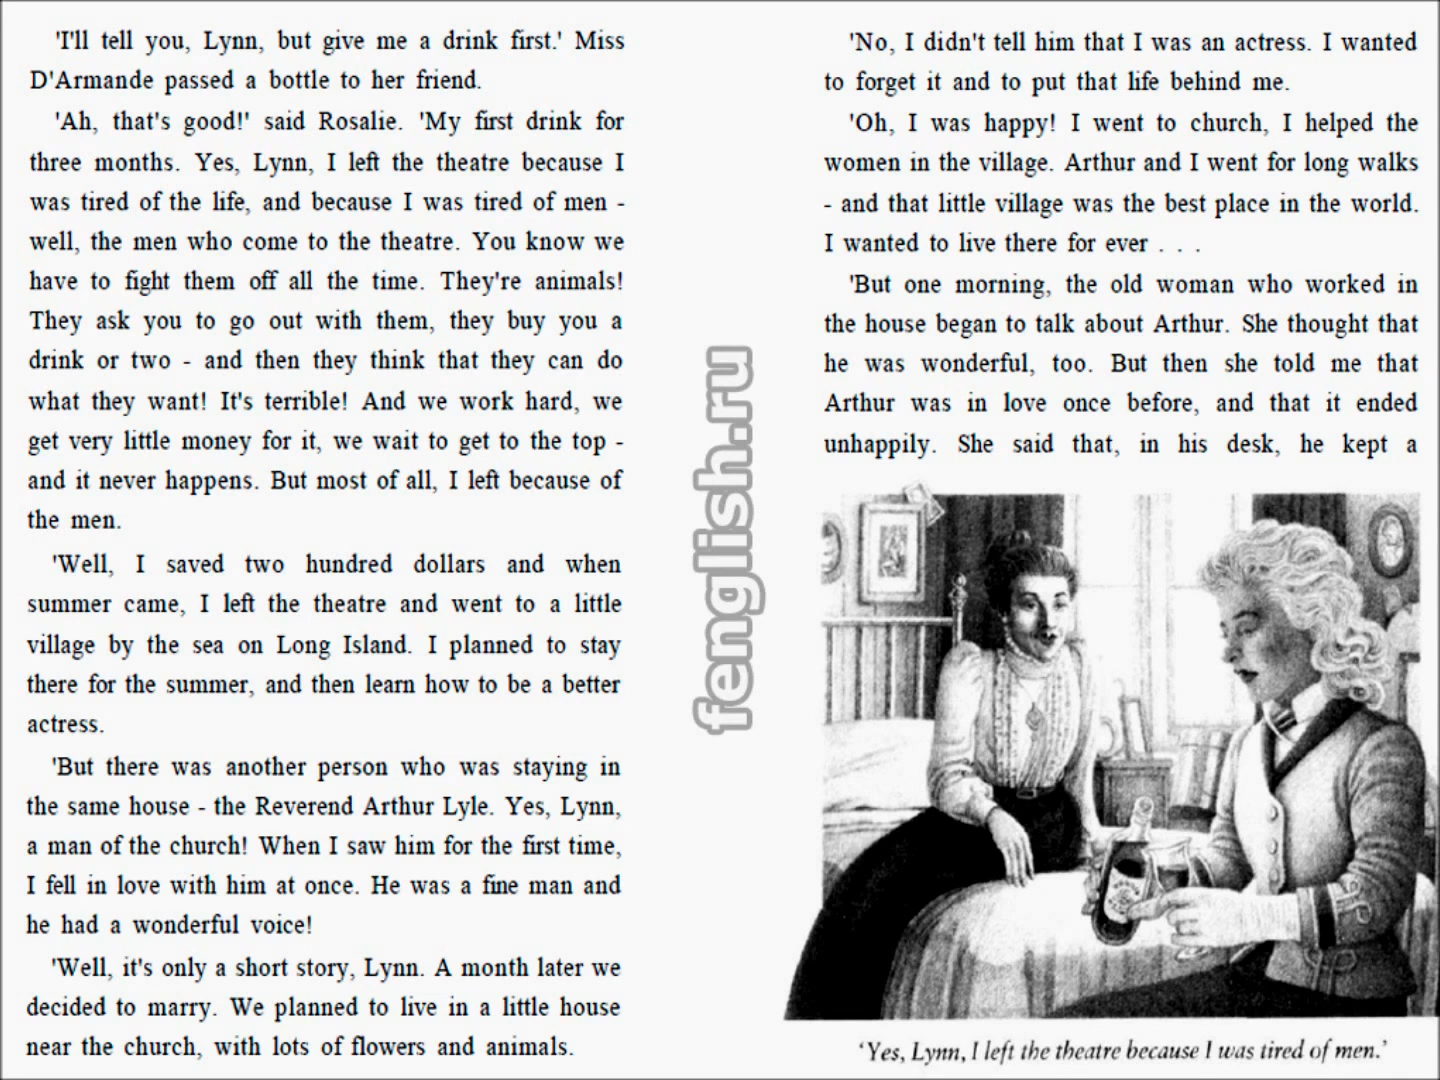 'I'll tell you, Lynn, but give me a drink first.' Miss
D'Armande passed a bottle to her friend.
'Ah, that's good!' said Rosalie. 'My first drink for
three months. Yes, Lynn, I left the theatre because I
was tired of the life, and because I was tired of men -
well, the men who come to the theatre. You know we
have to fight them off all the time. They're animals!
They ask you to go out with them, they buy you a
drink or two - and then they think that they can do
what they want! It's terrible! And we work hard, we
get very little money for it, we wait to get to the top -
and it never happens. But most of all, I left because of
the men.
'Well, I saved two hundred dollars and when
summer came, I left the theatre and went to a little
village by the sea on Long Island. I planned to stay
there for the summer, and then learn how to be a better
actress.
'But there was another person who was staying in
the same house - the Reverend Arthur Lyle. Yes, Lynn,
a man of the church! When I saw him for the first time,
I fell in love with him at once. He was a fine man and
he had a wonderful voice!
'Well, it's only a short story, Lynn. A month later we
decided to marry. We planned to live in a little house
near the church, with lots of flowers and animals.
fenglish.ru
'No, I didn't tell him that I was an actress. I wanted
to forget it and to put that life behind me.
'Oh, I was happy! I went to church, I helped the
women in the village. Arthur and I went for long walks
- and that little village was the best place in the world.
I wanted to live there for ever . . .
'But one morning, the old woman who worked in
the house began to talk about Arthur. She thought that
he was wonderful, too. But then she told me that
Arthur was in love once before, and that it ended
unhappily. She said that, in his desk, he kept a
'Yes, Lynn, I left the theatre because I was tired of men.'